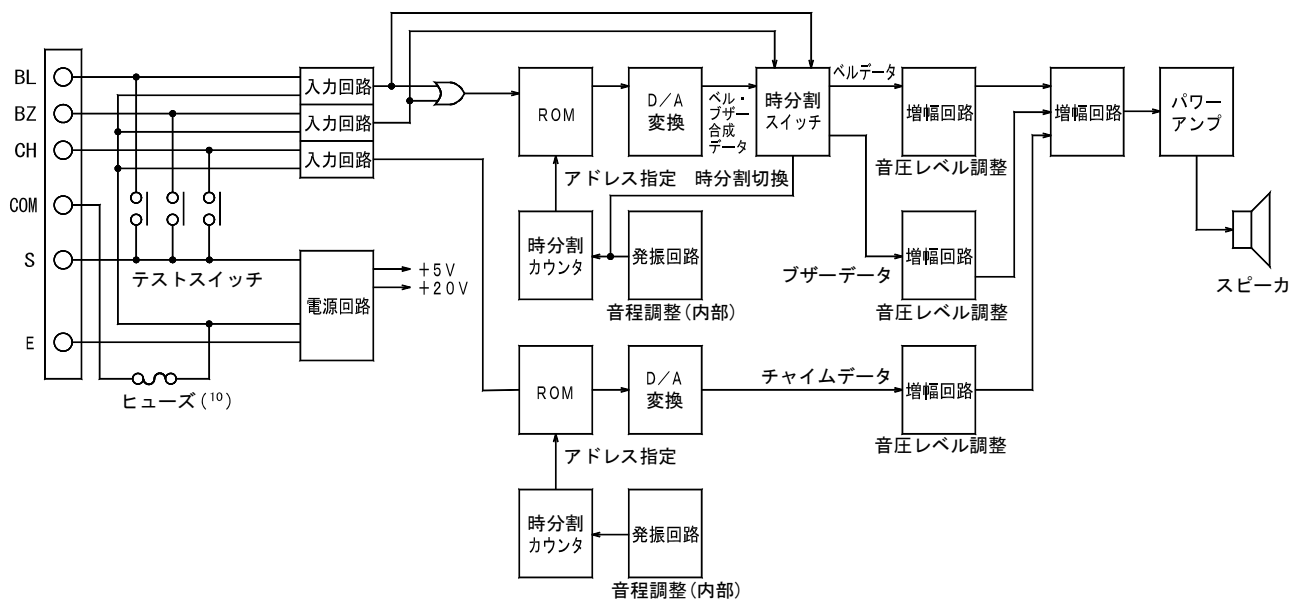 BL
BZ
CH
COM
S
E
テストスイッチ
ヒューズ(¹⁰)
入力回路
入力回路
入力回路
電源回路
+5V
+20V
ROM
D/A
変換
ベル・
ブザー
合成
データ
時分割
スイッチ
ベルデータ
増幅回路
音圧レベル調整
増幅回路
パワー
アンプ
スピーカ
アドレス指定
時分割切換
時分割
カウンタ
発振回路
音程調整(内部)
ブザーデータ
増幅回路
音圧レベル調整
ROM
D/A
変換
チャイムデータ
増幅回路
音圧レベル調整
アドレス指定
時分割
カウンタ
発振回路
音程調整(内部)